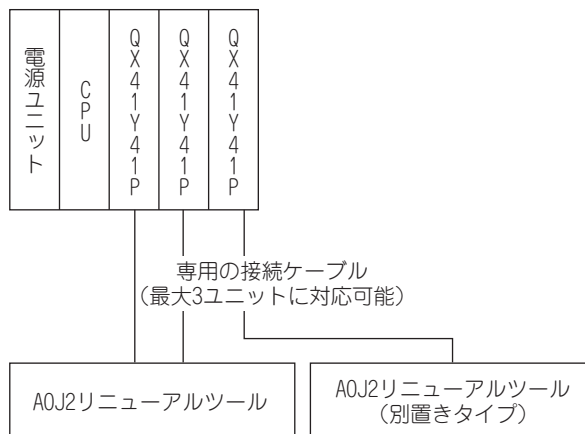 電源ユニット
CPU
QX41Y41P
QX41Y41P
QX41Y41P
専用の接続ケーブル
（最大3ユニットに対応可能）
A0J2リニューアルツール
A0J2リニューアルツール
（別置きタイプ）